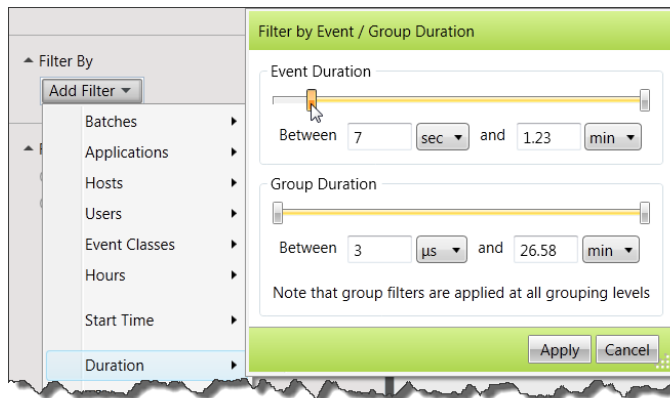 Filter By
Add Filter
Batches
Applications
Hosts
Users
Event Classes
Hours
Start Time
Duration
Filter by Event / Group Duration
Event Duration
Between 7 sec and 1.23 min
Group Duration
Between 3 µs and 26.58 min
Note that group filters are applied at all grouping levels
Apply Cancel